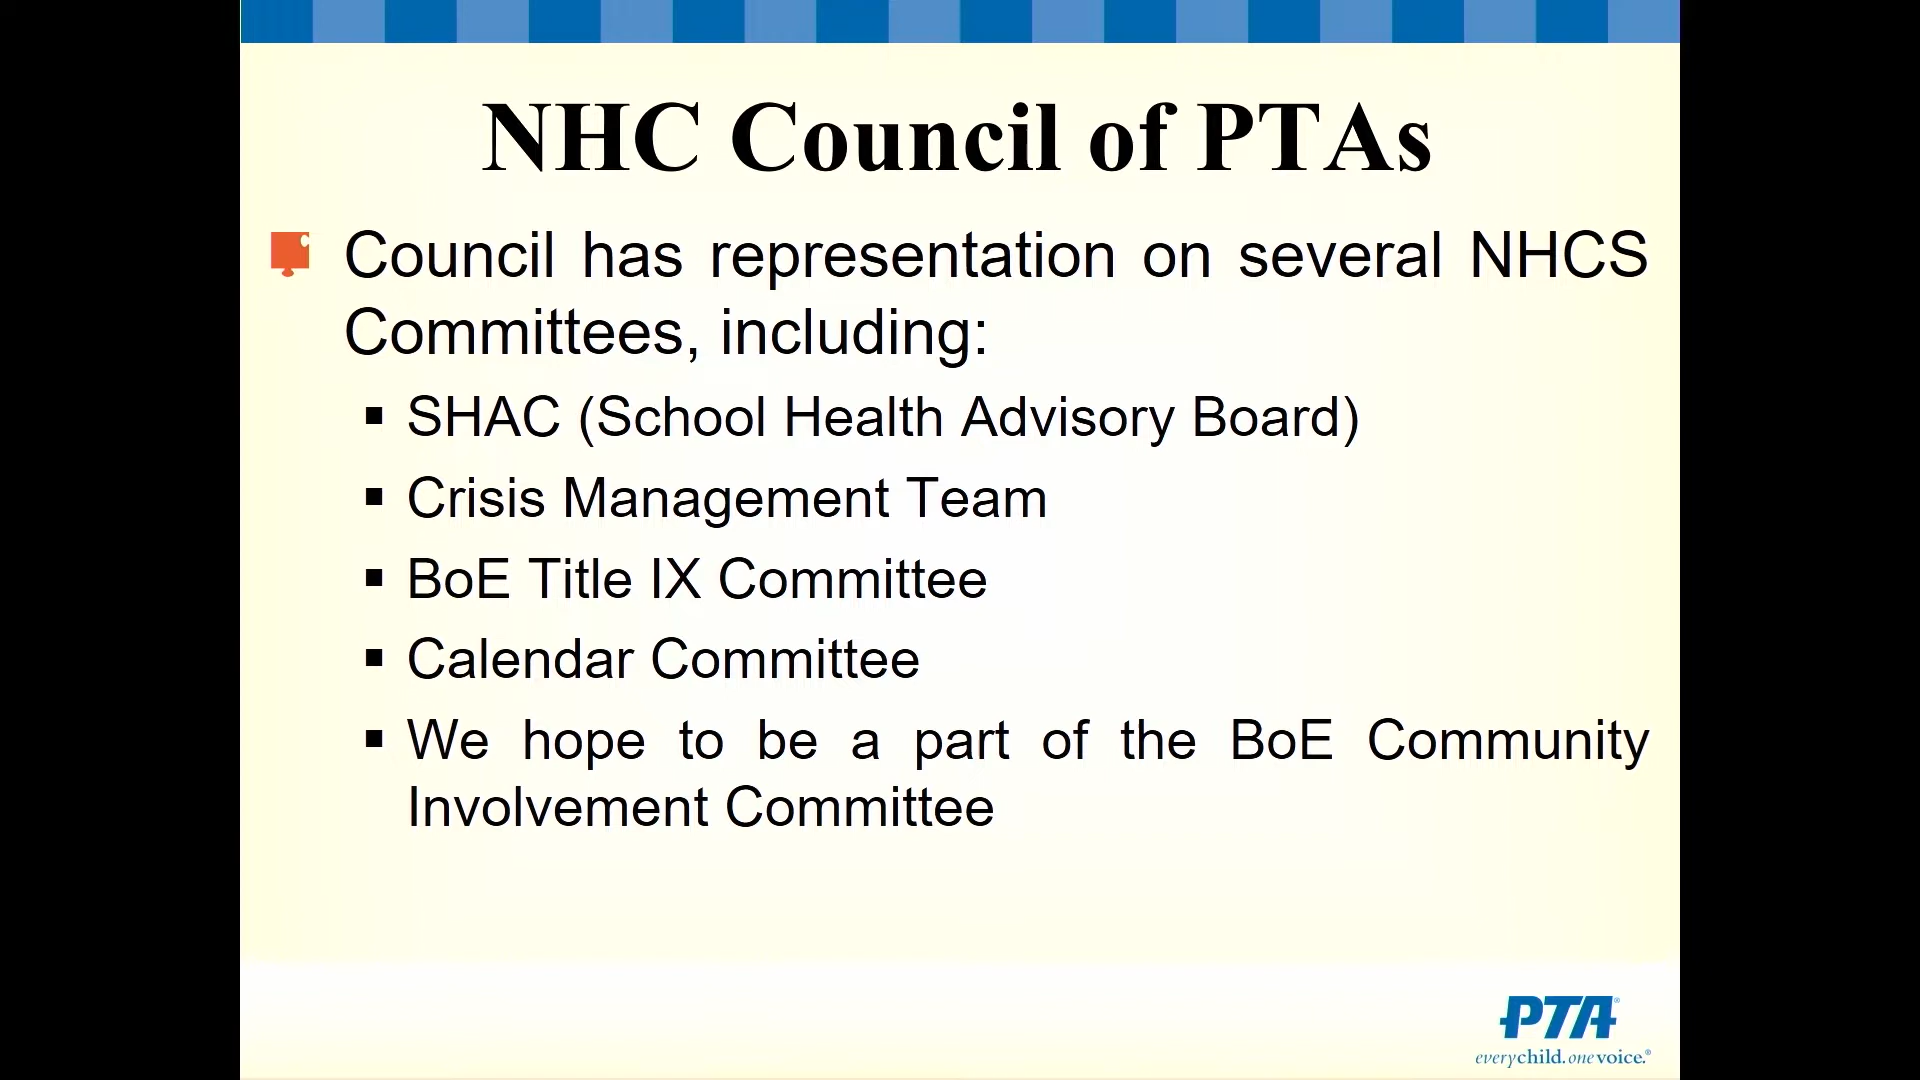 NHC Council of PTAs
Council has representation on several NHCS
Committees, including:
▪ SHAC (School Health Advisory Board)
▪ Crisis Management Team
▪ BoE Title IX Committee
▪ Calendar Committee
▪ We hope to be a part of the BoE Community
Involvement Committee
PTA®
everychild.onevoice.®